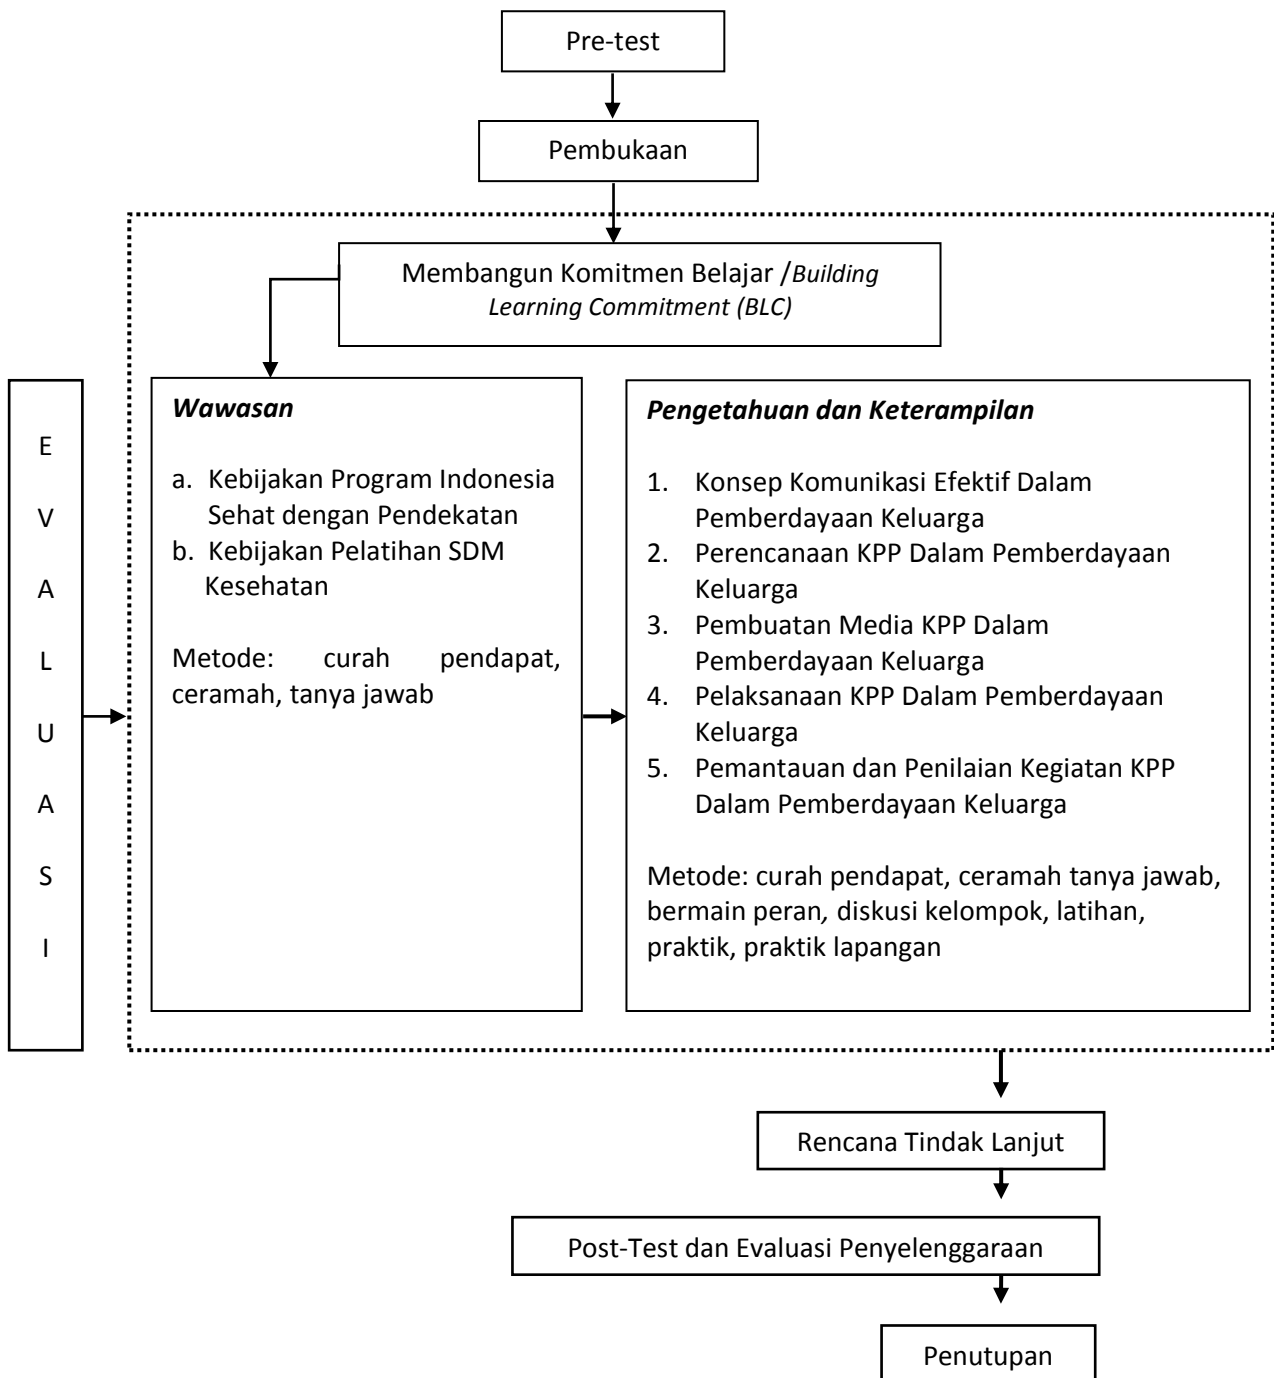 Pre-test
Pembukaan
Membangun Komitmen Belajar /Building
Learning Commitment (BLC)
E
V
A
L
U
A
S
I
Wawasan
a. Kebijakan Program Indonesia
Sehat dengan Pendekatan
b. Kebijakan Pelatihan SDM
Kesehatan
Metode: curah pendapat,
ceramah, tanya jawab
Pengetahuan dan Keterampilan
1. Konsep Komunikasi Efektif Dalam
Pemberdayaan Keluarga
2. Perencanaan KPP Dalam Pemberdayaan
Keluarga
3. Pembuatan Media KPP Dalam
Pemberdayaan Keluarga
4. Pelaksanaan KPP Dalam Pemberdayaan
Keluarga
5. Pemantauan dan Penilaian Kegiatan KPP
Dalam Pemberdayaan Keluarga
Metode: curah pendapat, ceramah tanya jawab,
bermain peran, diskusi kelompok, latihan,
praktik, praktik lapangan
Rencana Tindak Lanjut
Post-Test dan Evaluasi Penyelenggaraan
Penutupan